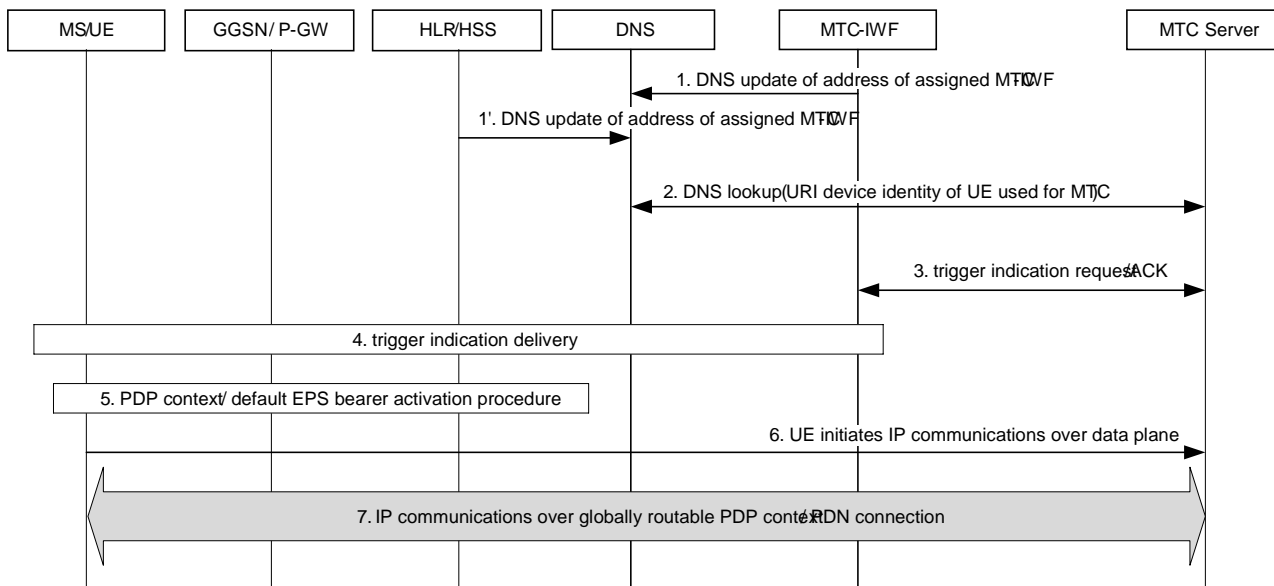 MS/UE
GGSN/ P-GW
HLR/HSS
DNS
MTC-IWF
MTC Server
1. DNS update of address of assigned MTC-IWF
1'. DNS update of address of assigned MTC-IWF
2. DNS lookup(URI device identity of UE used for MTC)
3. trigger indication request/ACK
4. trigger indication delivery
5. PDP context/ default EPS bearer activation procedure
6. UE initiates IP communications over data plane
7. IP communications over globally routable PDP context/ PDN connection